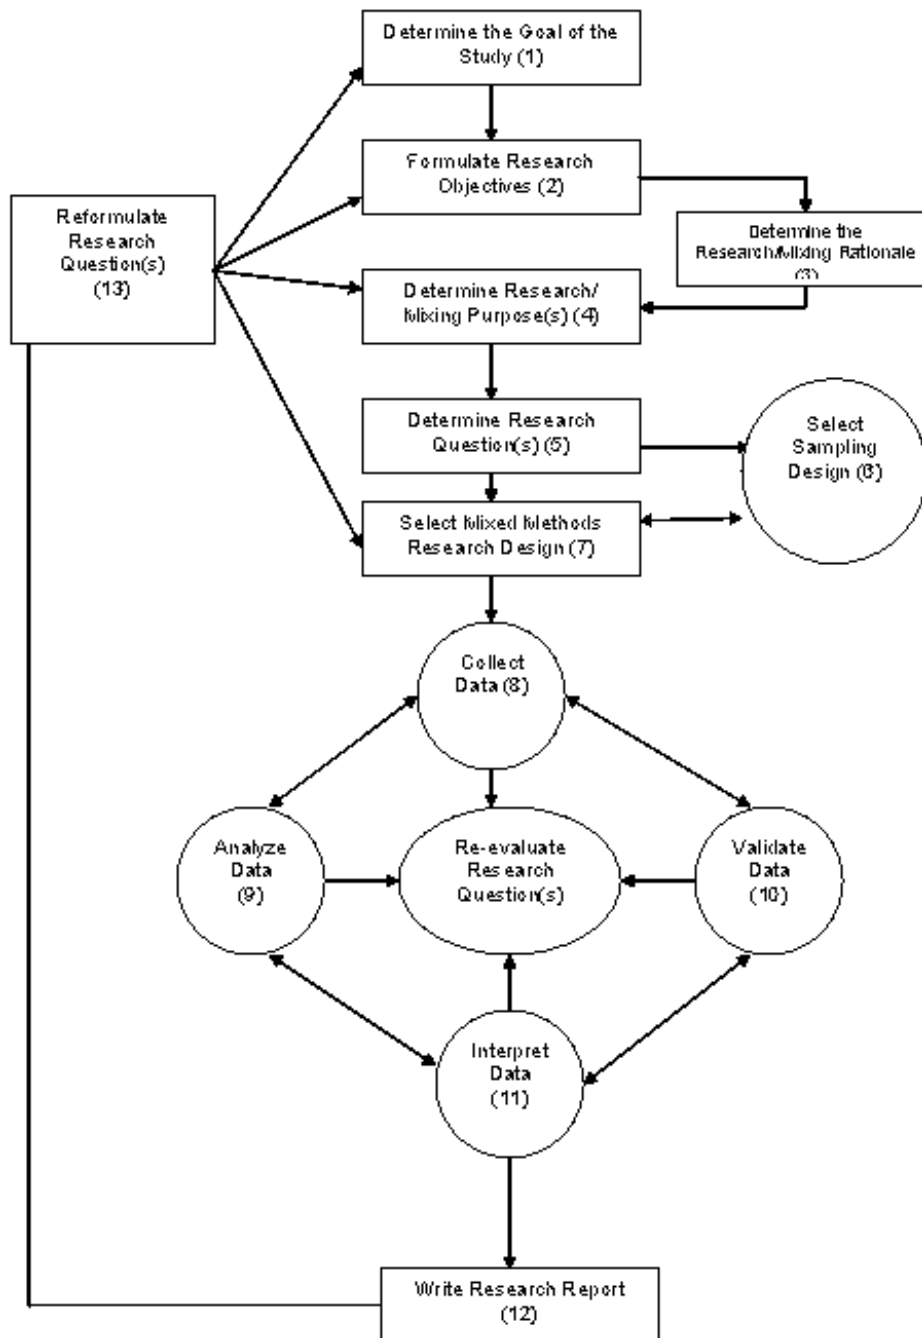 Determine the Goal of the
Study (1)
Formulate Research
Objectives (2)
Reformulate
Research
Question(s)
(13)
Determine the
Research/Mixing Rationale
(3)
Determine Research/
Mixing Purpose(s) (4)
Determine Research
Question(s) (5)
Select
Sampling
Design (6)
Select Mixed Methods
Research Design (7)
Collect
Data (8)
Analyze
Data
(9)
Re-evaluate
Research
Question(s)
Validate
Data
(10)
Interpret
Data
(11)
Write Research Report
(12)